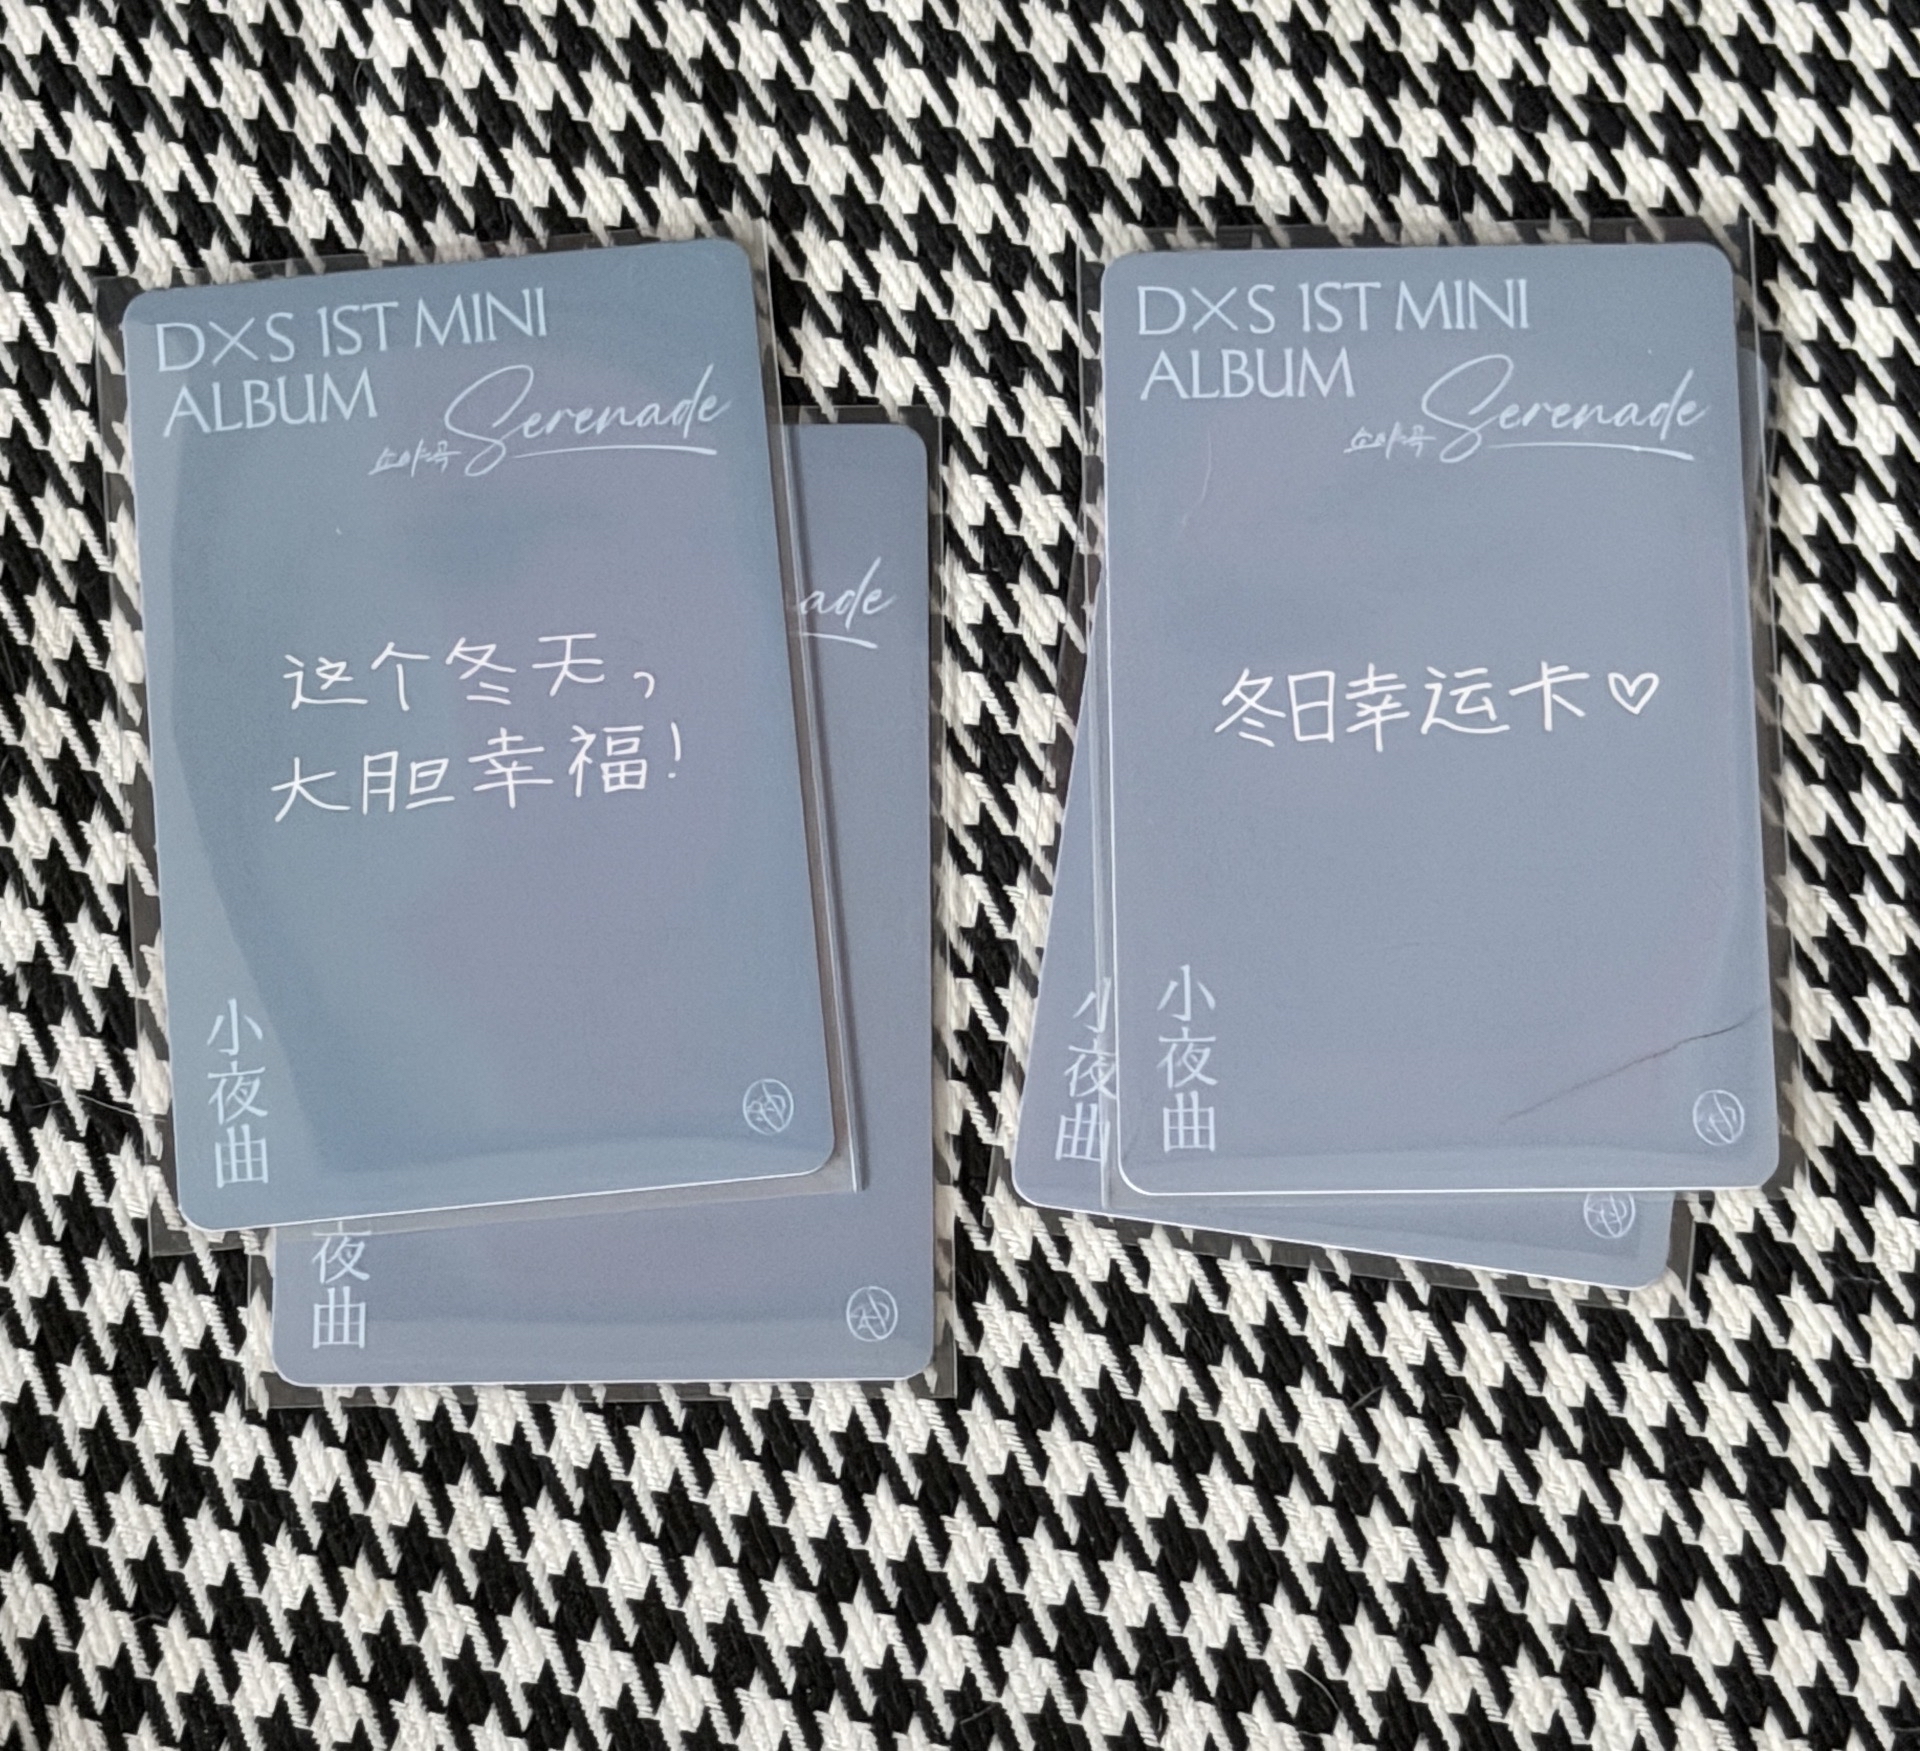 D×S 1ST MINI
ALBUM
소야곡 Serenade
这个冬天,
大胆幸福!
小夜曲
ade
夜曲
D×S 1ST MINI
ALBUM
소야곡 Serenade
冬日幸运卡♡
小夜曲
小夜曲